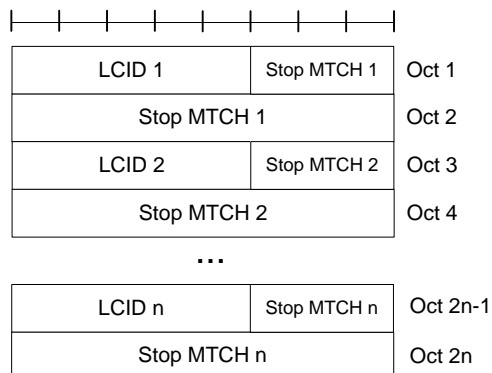 LCID 1 Stop MTCH 1 Oct 1
Stop MTCH 1 Oct 2
LCID 2 Stop MTCH 2 Oct 3
Stop MTCH 2 Oct 4
...
LCID n Stop MTCH n Oct 2n-1
Stop MTCH n Oct 2n